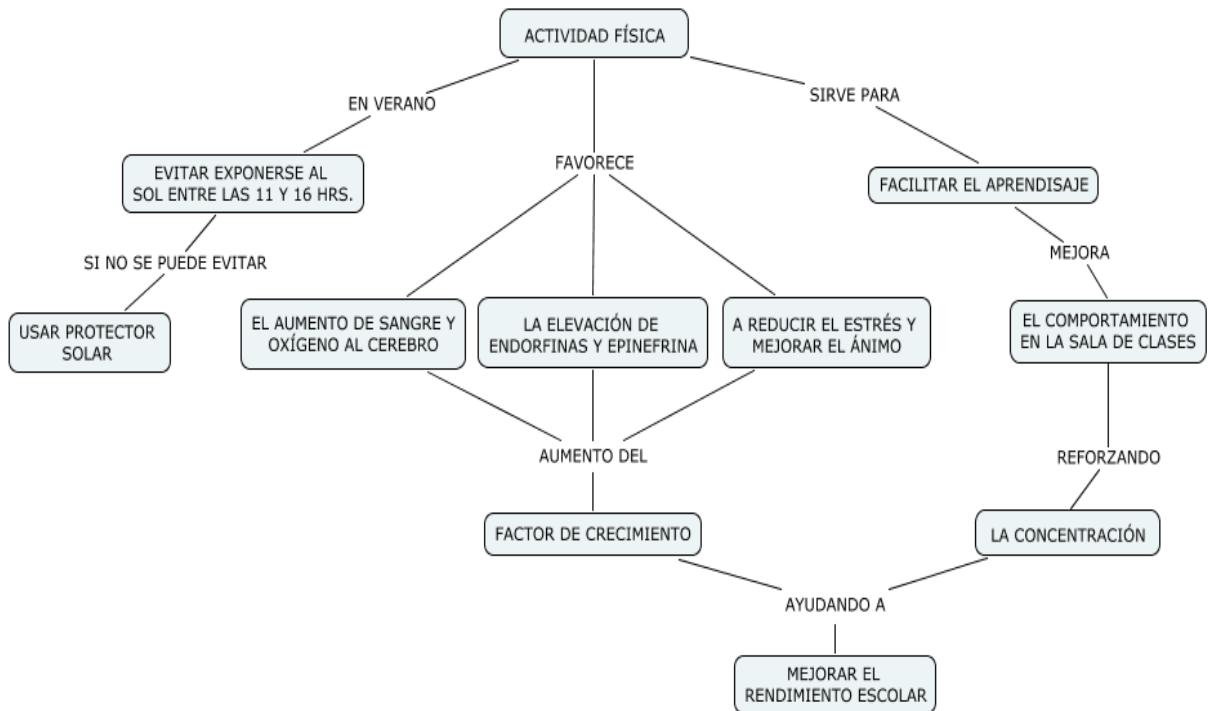 ACTIVIDAD FÍSICA
EN VERANO
SIRVE PARA
EVITAR EXPONERSE AL
SOL ENTRE LAS 11 Y 16 HRS.
FAVORECE
FACILITAR EL APRENDISAJE
SI NO SE PUEDE EVITAR
MEJORA
USAR PROTECTOR
SOLAR
EL AUMENTO DE SANGRE Y
OXÍGENO AL CEREBRO
LA ELEVACIÓN DE
ENDORFINAS Y EPINEFRINA
A REDUCIR EL ESTRÉS Y
MEJORAR EL ÁNIMO
EL COMPORTAMIENTO
EN LA SALA DE CLASES
AUMENTO DEL
REFORZANDO
FACTOR DE CRECIMIENTO
LA CONCENTRACIÓN
AYUDANDO A
MEJORAR EL
RENDIMIENTO ESCOLAR